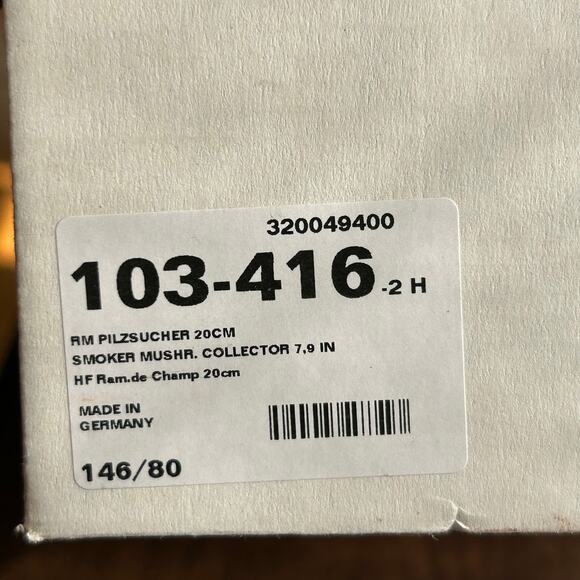 320049400
103-416 -2 H
RM PILZSUCHER 20CM
SMOKER MUSHR. COLLECTOR 7,9 IN
HF Ram.de Champ 20cm
MADE IN
GERMANY
146/80